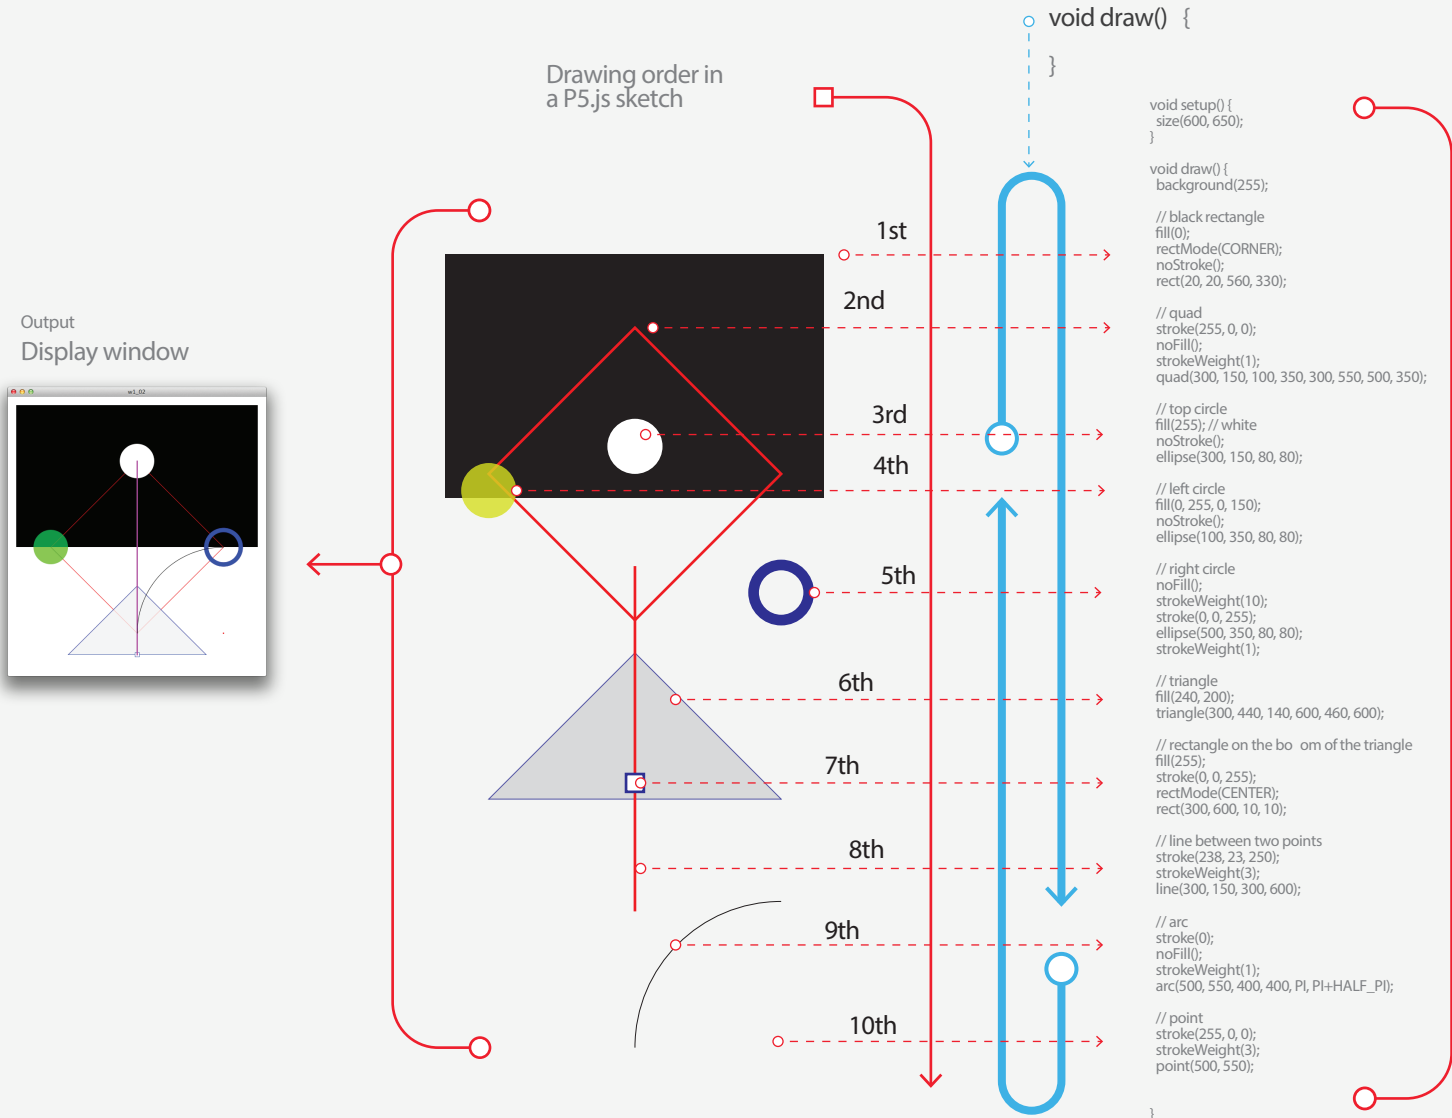 void draw() {
}
Drawing order in
a P5.js sketch
Output
Display window
w1_02
1st
2nd
3rd
4th
5th
6th
7th
8th
9th
10th
void setup() {
size(600, 650);
}
void draw() {
background(255);
// black rectangle
fill(0);
rectMode(CORNER);
noStroke();
rect(20, 20, 560, 330);
// quad
stroke(255, 0, 0);
noFill();
strokeWeight(1);
quad(300, 150, 100, 350, 300, 550, 500, 350);
// top circle
fill(255); // white
noStroke();
ellipse(300, 150, 80, 80);
// left circle
fill(0, 255, 0, 150);
noStroke();
ellipse(100, 350, 80, 80);
// right circle
noFill();
strokeWeight(10);
stroke(0, 0, 255);
ellipse(500, 350, 80, 80);
strokeWeight(1);
// triangle
fill(240, 200);
triangle(300, 440, 140, 600, 460, 600);
// rectangle on the bo om of the triangle
fill(255);
stroke(0, 0, 255);
rectMode(CENTER);
rect(300, 600, 10, 10);
// line between two points
stroke(238, 23, 250);
strokeWeight(3);
line(300, 150, 300, 600);
// arc
stroke(0);
noFill();
strokeWeight(1);
arc(500, 550, 400, 400, PI, PI+HALF_PI);
// point
stroke(255, 0, 0);
strokeWeight(3);
point(500, 550);
}